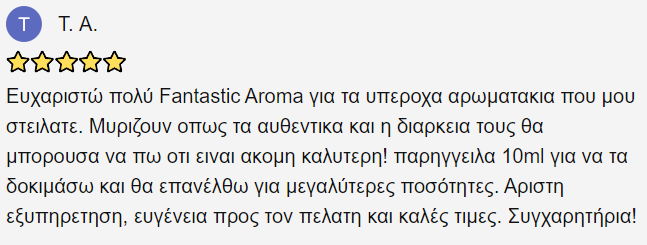 T
T. A.
Ευχαριστώ πολύ Fantastic Aroma για τα υπεροχα αρωματακια που μου
στειλατε. Μυριζουν οπως τα αυθεντικα και η διαρκεια τους θα
μπορουσα να πω οτι ειναι ακομη καλυτερη! παρηγγειλα 10ml για να τα
δοκιμάσω και θα επανέλθω για μεγαλύτερες ποσότητες. Αριστη
εξυπηρετηση, ευγένεια προς τον πελατη και καλές τιμες. Συγχαρητήρια!